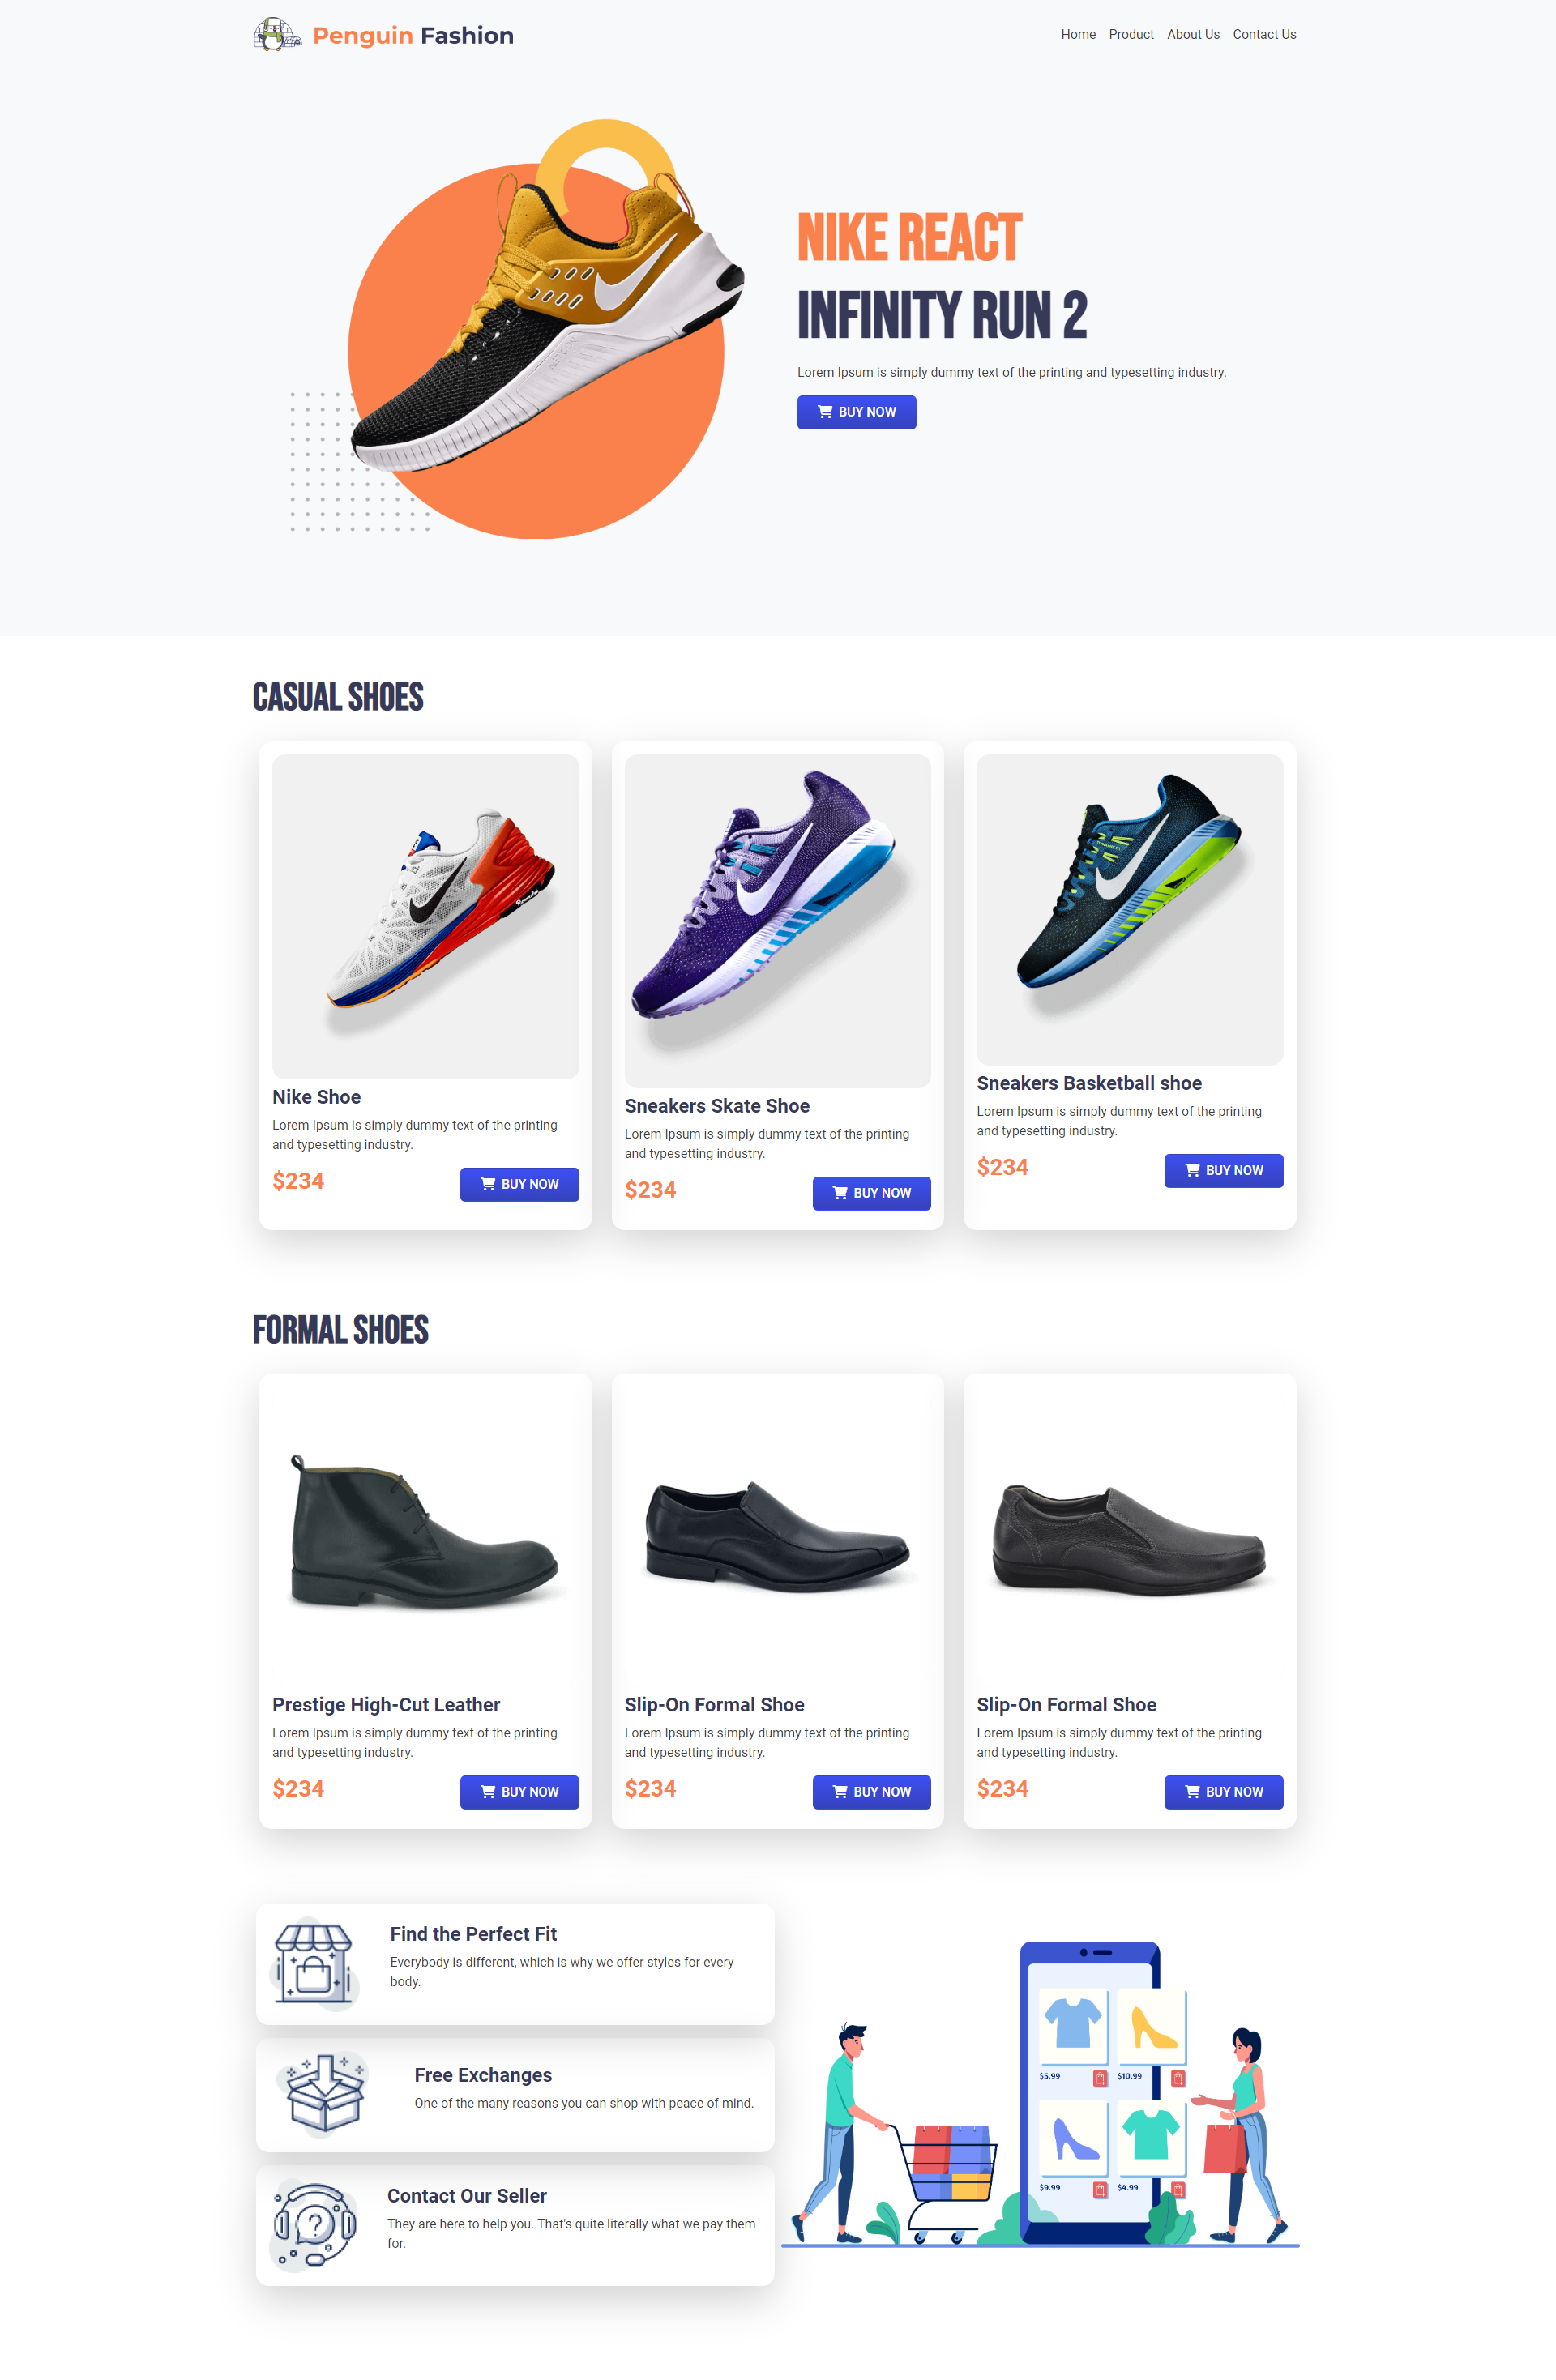 Penguin Fashion
Home Product About Us Contact Us
NIKE REACT
INFINITY RUN 2
Lorem Ipsum is simply dummy text of the printing and typesetting industry.
BUY NOW
CASUAL SHOES
Nike Shoe
Lorem Ipsum is simply dummy text of the printing
and typesetting industry.
$234
BUY NOW
Sneakers Skate Shoe
Lorem Ipsum is simply dummy text of the printing
and typesetting industry.
$234
BUY NOW
Sneakers Basketball shoe
Lorem Ipsum is simply dummy text of the printing
and typesetting industry.
$234
BUY NOW
FORMAL SHOES
Prestige High-Cut Leather
Lorem Ipsum is simply dummy text of the printing
and typesetting industry.
$234
BUY NOW
Slip-On Formal Shoe
Lorem Ipsum is simply dummy text of the printing
and typesetting industry.
$234
BUY NOW
Slip-On Formal Shoe
Lorem Ipsum is simply dummy text of the printing
and typesetting industry.
$234
BUY NOW
Find the Perfect Fit
Everybody is different, which is why we offer styles for every
body.
Free Exchanges
One of the many reasons you can shop with peace of mind.
Contact Our Seller
They are here to help you. That's quite literally what we pay them
for.
$5.99
$10.99
$9.99
$4.99